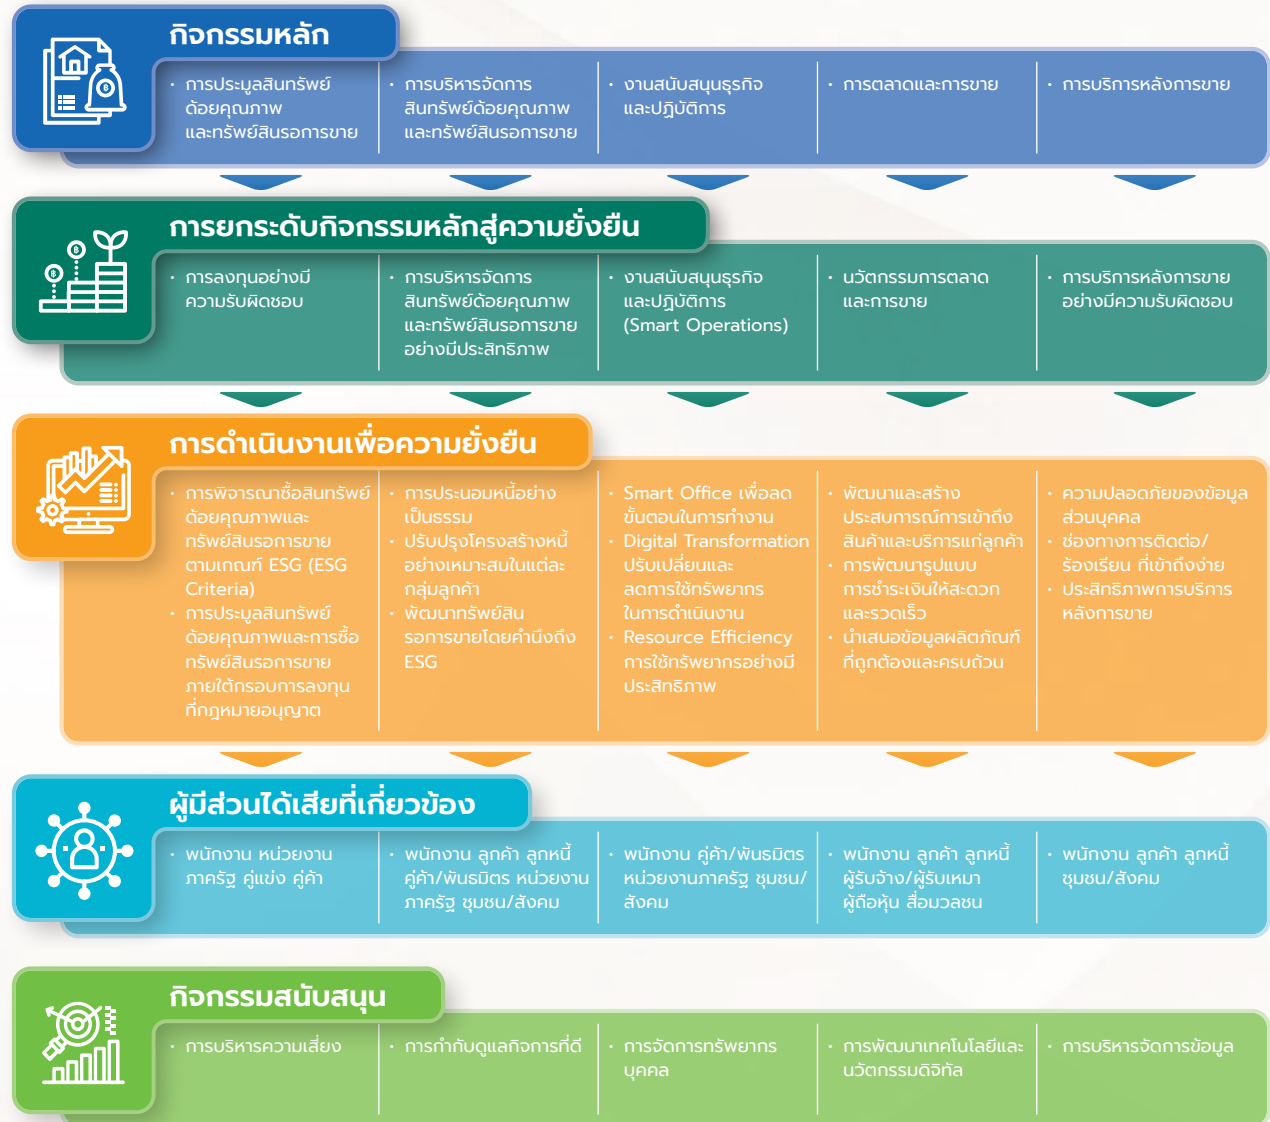 กิจกรรมหลัก
· การประมูลสินทรัพย์
ด้อยคุณภาพ
และทรัพย์สินรอการขาย
· การบริหารจัดการ
สินทรัพย์ด้อยคุณภาพ
และทรัพย์สินรอการขาย
· งานสนับสนุนธุรกิจ
และปฏิบัติการ
· การตลาดและการขาย
· การบริการหลังการขาย
การยกระดับกิจกรรมหลักสู่ความยั่งยืน
· การลงทุนอย่างมี
ความรับผิดชอบ
· การบริหารจัดการ
สินทรัพย์ด้อยคุณภาพ
และทรัพย์สินรอการขาย
อย่างมีประสิทธิภาพ
· งานสนับสนุนธุรกิจ
และปฏิบัติการ
(Smart Operations)
· นวัตกรรมการตลาด
และการขาย
· การบริการหลังการขาย
อย่างมีความรับผิดชอบ
การดำเนินงานเพื่อความยั่งยืน
· การพิจารณาซื้อสินทรัพย์
ด้อยคุณภาพและ
ทรัพย์สินรอการขาย
ตามเกณฑ์ ESG (ESG
Criteria)
· การประมูลสินทรัพย์
ด้อยคุณภาพและการซื้อ
ทรัพย์สินรอการขาย
ภายใต้กรอบการลงทุน
ที่กฎหมายอนุญาต
· การประนอมหนี้อย่าง
เป็นธรรม
· ปรับปรุงโครงสร้างหนี้
อย่างเหมาะสมในแต่ละ
กลุ่มลูกค้า
· พัฒนาทรัพย์สิน
รอการขายโดยคำนึงถึง
ESG
· Smart Office เพื่อลด
ขั้นตอนในการทำงาน
· Digital Transformation
ปรับเปลี่ยนและ
ลดการใช้ทรัพยากร
ในการดำเนินงาน
· Resource Efficiency
การใช้ทรัพยากรอย่างมี
ประสิทธิภาพ
· พัฒนาและสร้าง
ประสบการณ์การเข้าถึง
สินค้าและบริการแก่ลูกค้า
· การพัฒนารูปแบบ
การชำระเงินให้สะดวก
และรวดเร็ว
· นำเสนอข้อมูลผลิตภัณฑ์
ที่ถูกต้องและครบถ้วน
· ความปลอดภัยของข้อมูล
ส่วนบุคคล
· ช่องทางการติดต่อ/
ร้องเรียน ที่เข้าถึงง่าย
· ประสิทธิภาพการบริการ
หลังการขาย
ผู้มีส่วนได้เสียที่เกี่ยวข้อง
· พนักงาน หน่วยงาน
ภาครัฐ คู่แข่ง คู่ค้า
· พนักงาน ลูกค้า ลูกหนี้
คู่ค้า/พันธมิตร หน่วยงาน
ภาครัฐ ชุมชน/สังคม
· พนักงาน คู่ค้า/พันธมิตร
หน่วยงานภาครัฐ ชุมชน/
สังคม
· พนักงาน ลูกค้า ลูกหนี้
ผู้รับจ้าง/ผู้รับเหมา
ผู้ถือหุ้น สื่อมวลชน
· พนักงาน ลูกค้า ลูกหนี้
ชุมชน/สังคม
กิจกรรมสนับสนุน
· การบริหารความเสี่ยง
· การกำกับดูแลกิจการที่ดี
· การจัดการทรัพยากร
บุคคล
· การพัฒนาเทคโนโลยีและ
นวัตกรรมดิจิทัล
· การบริหารจัดการข้อมูล